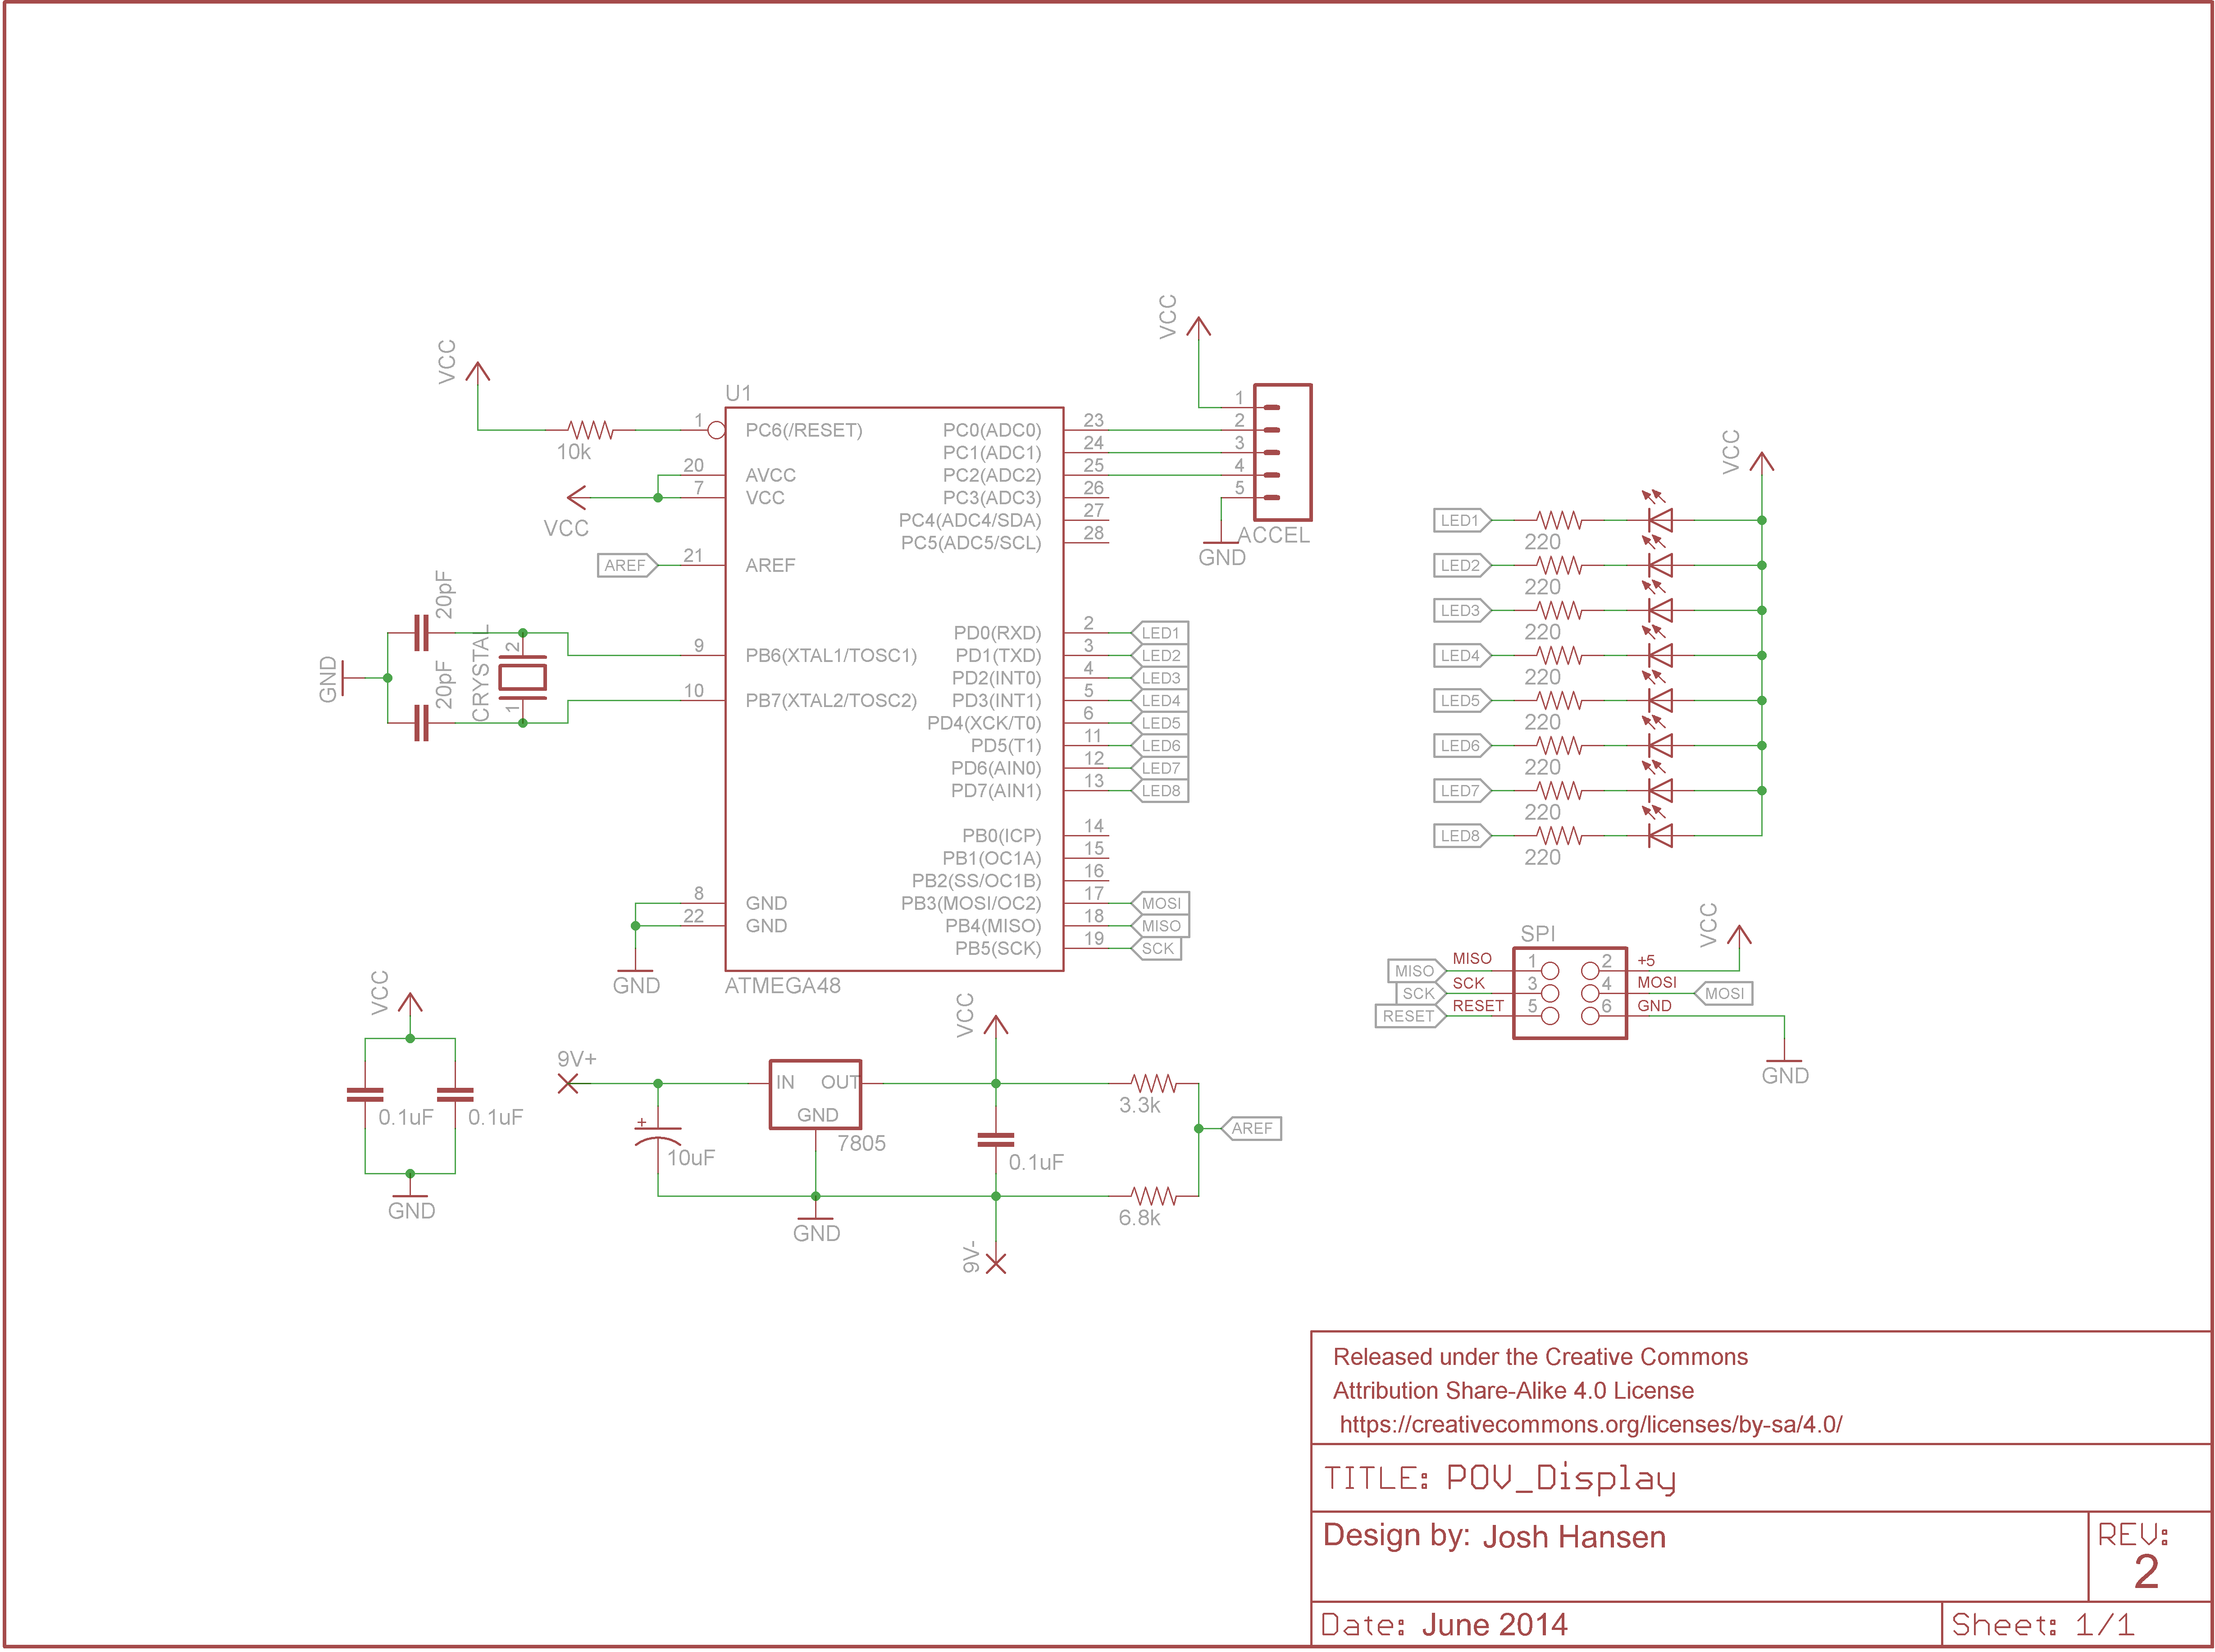 VCC
10k
U1
1 PC6(/RESET)
20 AVCC
7 VCC
VCC
AREF
21 AREF
9 PB6(XTAL1/TOSC1)
10 PB7(XTAL2/TOSC2)
8 GND
22 GND
GND
ATMEGA48
PC0(ADC0) 23
PC1(ADC1) 24
PC2(ADC2) 25
PC3(ADC3) 26
PC4(ADC4/SDA) 27
PC5(ADC5/SCL) 28
PD0(RXD) 2 LED1
PD1(TXD) 3 LED2
PD2(INT0) 4 LED3
PD3(INT1) 5 LED4
PD4(XCK/T0) 6 LED5
PD5(T1) 11 LED6
PD6(AIN0) 12 LED7
PD7(AIN1) 13 LED8
PB0(ICP) 14
PB1(OC1A) 15
PB2(SS/OC1B) 16
PB3(MOSI/OC2) 17 MOSI
PB4(MISO) 18 MISO
PB5(SCK) 19 SCK
GND
20pF
20pF
CRYSTAL
2
1
VCC
1
2
3
4
5
ACCEL
GND
VCC
LED1
220
LED2
220
LED3
220
LED4
220
LED5
220
LED6
220
LED7
220
LED8
220
SPI
VCC
MISO MISO 1 2 +5
SCK SCK 3 4 MOSI MOSI
RESET RESET 5 6 GND
GND
VCC
0.1uF 0.1uF
GND
9V+
+
10uF
IN OUT
GND
7805
GND
VCC
0.1uF
9V-
3.3k
AREF
6.8k
Released under the Creative Commons
Attribution Share-Alike 4.0 License
https://creativecommons.org/licenses/by-sa/4.0/
TITLE: POV_Display
Design by: Josh Hansen
REV:
2
Date: June 2014
Sheet: 1/1